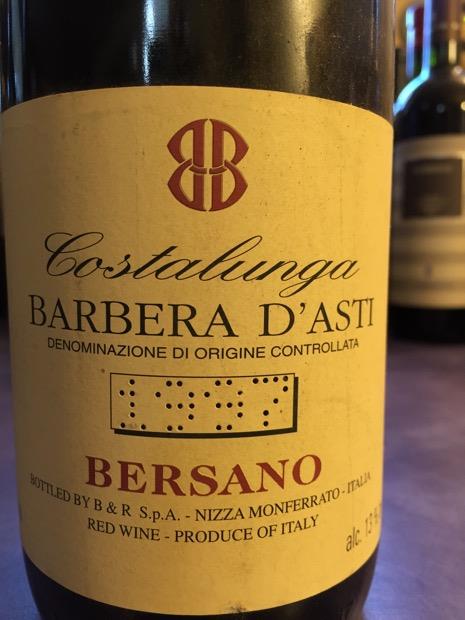 BB
Costalunga
BARBERA D'ASTI
DENOMINAZIONE DI ORIGINE CONTROLLATA
1997
BERSANO
BOTTLED BY B & R S.p.A. - NIZZA MONFERRATO - ITALIA
RED WINE - PRODUCE OF ITALY
alc. 13 %